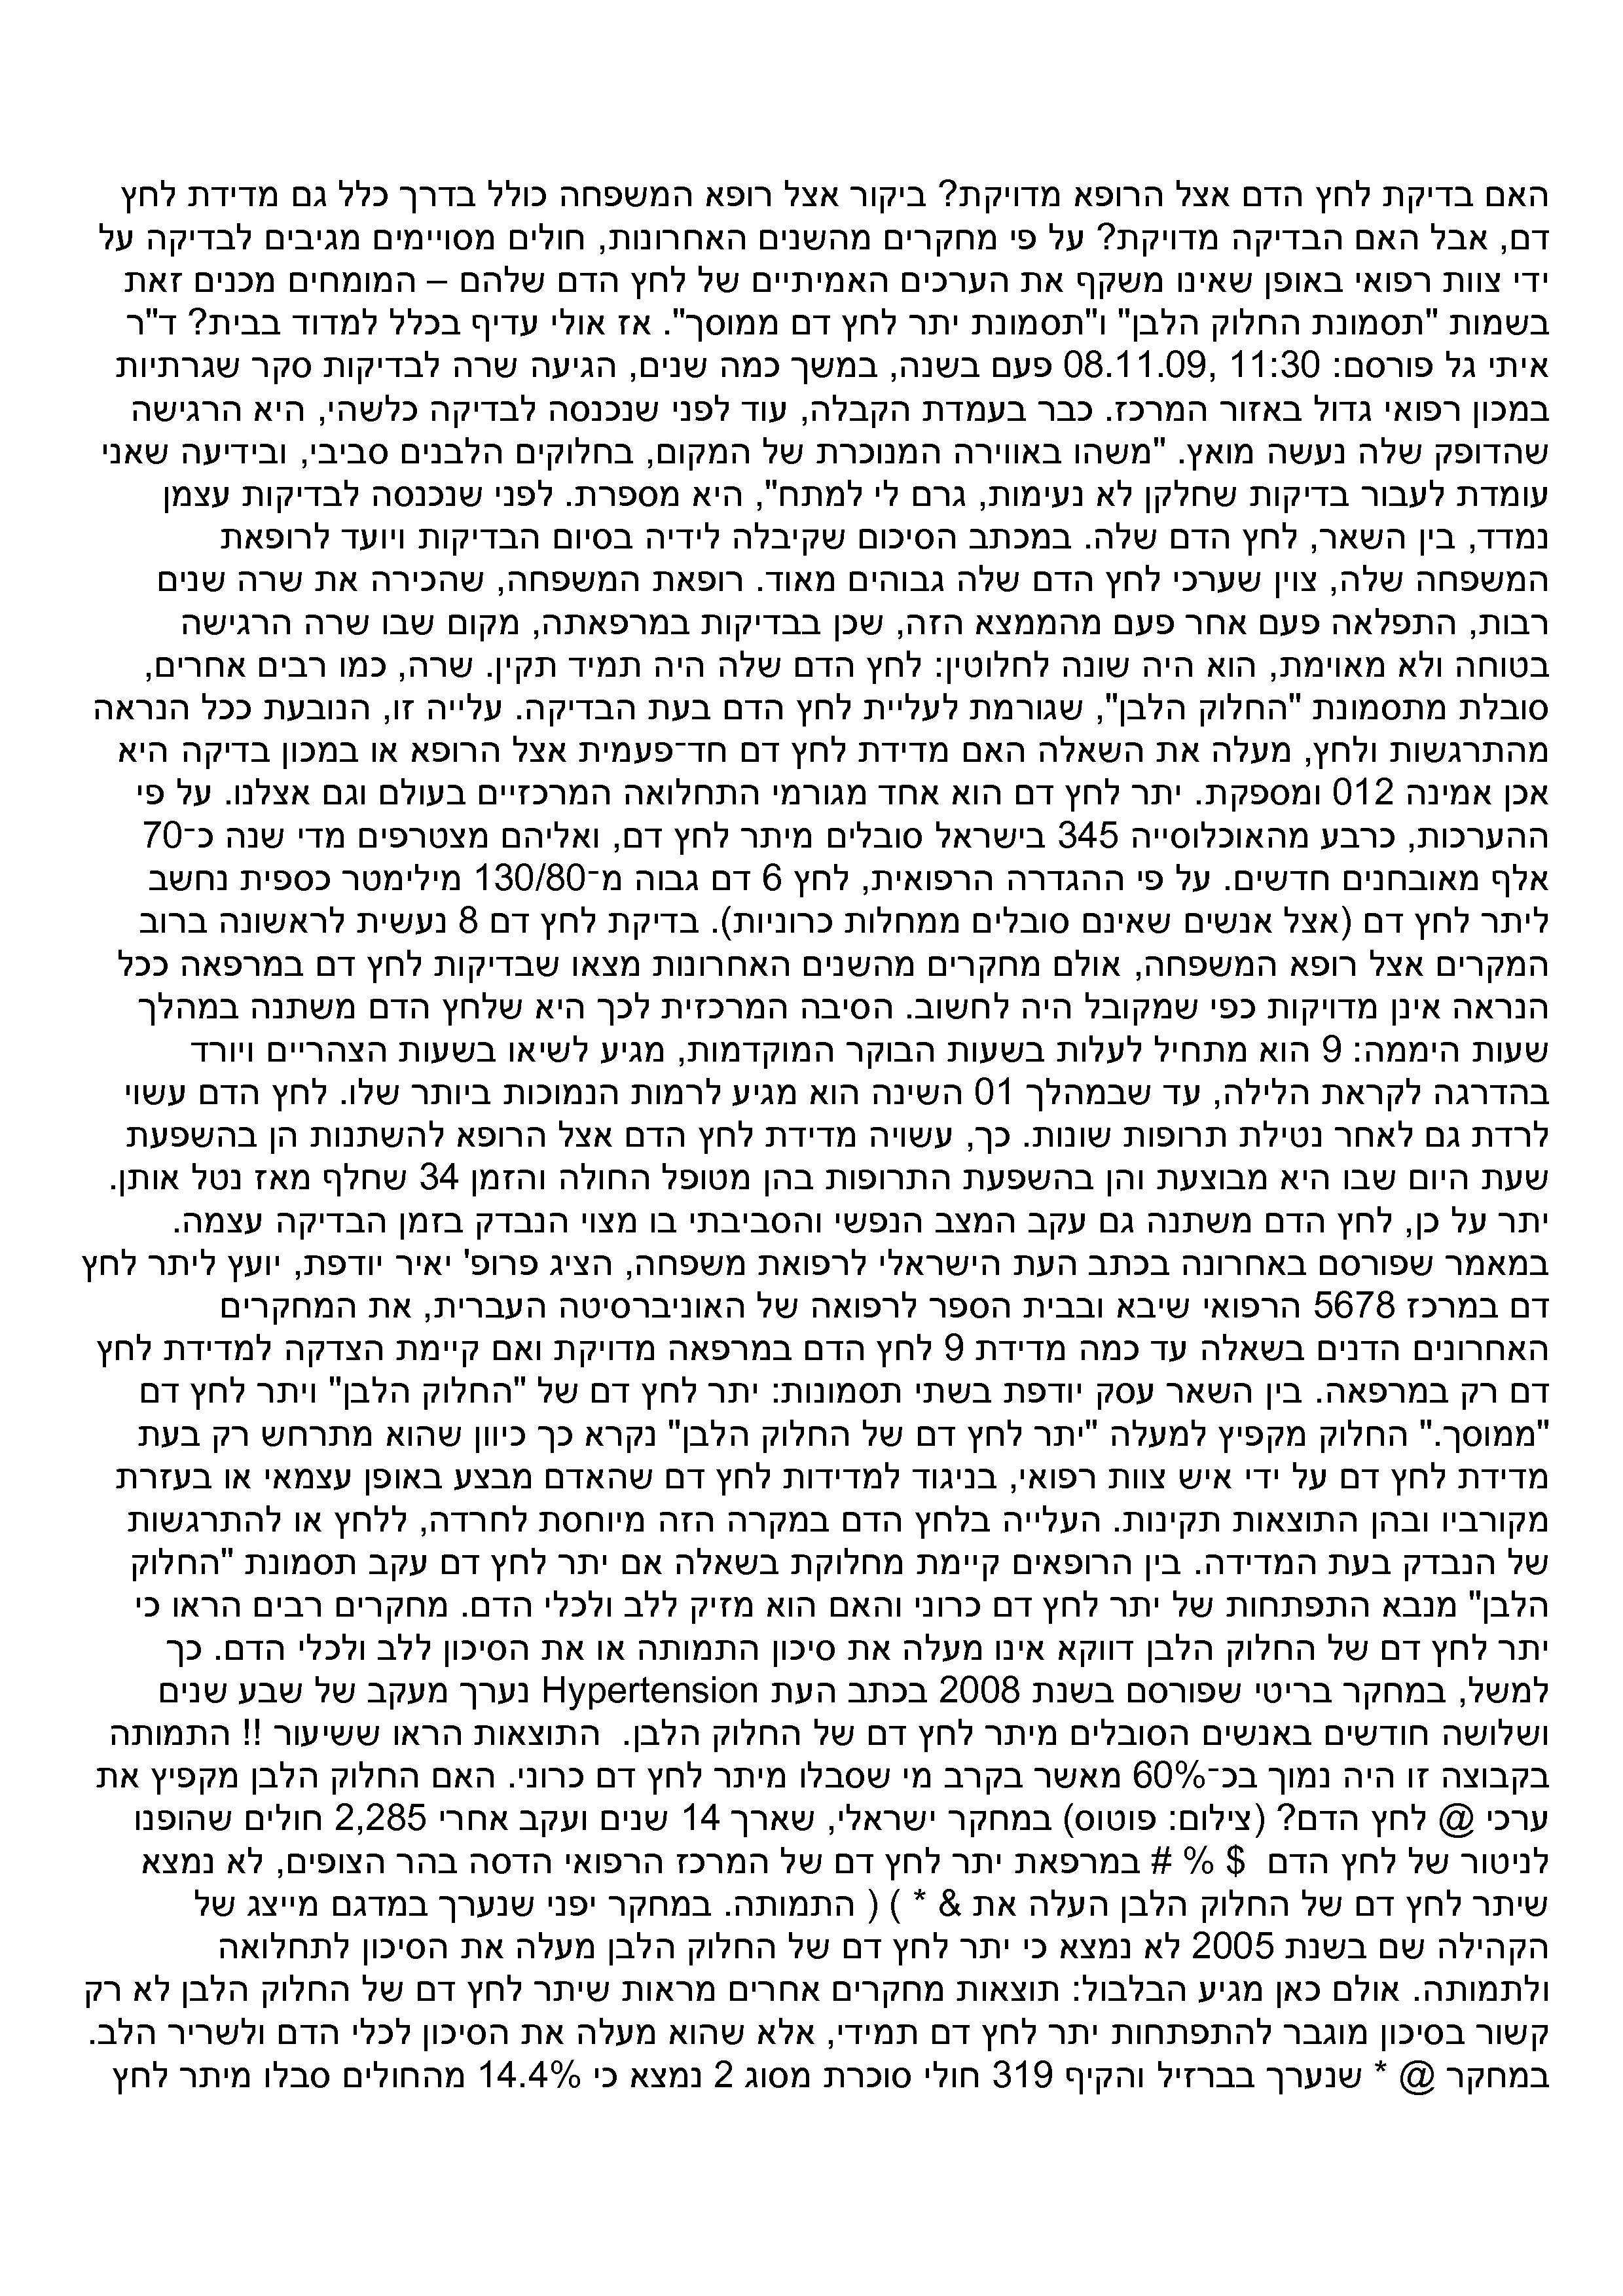 האם בדיקת לחץ הדם אצל הרופא מדויקת? ביקור אצל רופא המשפחה כולל בדרך כלל גם מדידת לחץ
דם, אבל האם הבדיקה מדויקת? על פי מחקרים מהשנים האחרונות, חולים מסויימים מגיבים לבדיקה על
ידי צוות רפואי באופן שאינו משקף את הערכים האמיתיים של לחץ הדם שלהם – המומחים מכנים זאת
בשמות "תסמונת החלוק הלבן" ו"תסמונת יתר לחץ דם ממוסך". אז אולי עדיף בכלל למדוד בבית? ד"ר
איתי גל פורסם: 11:30 ,08.11.09 פעם בשנה, במשך כמה שנים, הגיעה שרה לבדיקות סקר שגרתיות
במכון רפואי גדול באזור המרכז. כבר בעמדת הקבלה, עוד לפני שנכנסה לבדיקה כלשהי, היא הרגישה
שהדופק שלה נעשה מואץ. "משהו באווירה המנוכרת של המקום, בחלוקים הלבנים סביבי, ובידיעה שאני
עומדת לעבור בדיקות שחלקן לא נעימות, גרם לי למתח", היא מספרת. לפני שנכנסה לבדיקות עצמן
נמדד, בין השאר, לחץ הדם שלה. במכתב הסיכום שקיבלה לידיה בסיום הבדיקות ויועד לרופאת
המשפחה שלה, צוין שערכי לחץ הדם שלה גבוהים מאוד. רופאת המשפחה, שהכירה את שרה שנים
רבות, התפלאה פעם אחר פעם מהממצא הזה, שכן בבדיקות במרפאתה, מקום שבו שרה הרגישה
בטוחה ולא מאוימת, הוא היה שונה לחלוטין: לחץ הדם שלה היה תמיד תקין. שרה, כמו רבים אחרים,
סובלת מתסמונת "החלוק הלבן", שגורמת לעליית לחץ הדם בעת הבדיקה. עלייה זו, הנובעת ככל הנראה
מהתרגשות ולחץ, מעלה את השאלה האם מדידת לחץ דם חד־פעמית אצל הרופא או במכון בדיקה היא
אכן אמינה 012 ומספקת. יתר לחץ דם הוא אחד מגורמי התחלואה המרכזיים בעולם וגם אצלנו. על פי
ההערכות, כרבע מהאוכלוסייה 345 בישראל סובלים מיתר לחץ דם, ואליהם מצטרפים מדי שנה כ־70
אלף מאובחנים חדשים. על פי ההגדרה הרפואית, לחץ 6 דם גבוה מ־130/80 מילימטר כספית נחשב
ליתר לחץ דם (אצל אנשים שאינם סובלים ממחלות כרוניות). בדיקת לחץ דם 8 נעשית לראשונה ברוב
המקרים אצל רופא המשפחה, אולם מחקרים מהשנים האחרונות מצאו שבדיקות לחץ דם במרפאה ככל
הנראה אינן מדויקות כפי שמקובל היה לחשוב. הסיבה המרכזית לכך היא שלחץ הדם משתנה במהלך
שעות היממה: 9 הוא מתחיל לעלות בשעות הבוקר המוקדמות, מגיע לשיאו בשעות הצהריים ויורד
בהדרגה לקראת הלילה, עד שבמהלך 01 השינה הוא מגיע לרמות הנמוכות ביותר שלו. לחץ הדם עשוי
לרדת גם לאחר נטילת תרופות שונות. כך, עשויה מדידת לחץ הדם אצל הרופא להשתנות הן בהשפעת
שעת היום שבו היא מבוצעת והן בהשפעת התרופות בהן מטופל החולה והזמן 34 שחלף מאז נטל אותן.
יתר על כן, לחץ הדם משתנה גם עקב המצב הנפשי והסביבתי בו מצוי הנבדק בזמן הבדיקה עצמה.
במאמר שפורסם באחרונה בכתב העת הישראלי לרפואת משפחה, הציג פרופ' יאיר יודפת, יועץ ליתר לחץ
דם במרכז 5678 הרפואי שיבא ובבית הספר לרפואה של האוניברסיטה העברית, את המחקרים
האחרונים הדנים בשאלה עד כמה מדידת 9 לחץ הדם במרפאה מדויקת ואם קיימת הצדקה למדידת לחץ
דם רק במרפאה. בין השאר עסק יודפת בשתי תסמונות: יתר לחץ דם של "החלוק הלבן" ויתר לחץ דם
"ממוסך." החלוק מקפיץ למעלה "יתר לחץ דם של החלוק הלבן" נקרא כך כיוון שהוא מתרחש רק בעת
מדידת לחץ דם על ידי איש צוות רפואי, בניגוד למדידות לחץ דם שהאדם מבצע באופן עצמאי או בעזרת
מקורביו ובהן התוצאות תקינות. העלייה בלחץ הדם במקרה הזה מיוחסת לחרדה, ללחץ או להתרגשות
של הנבדק בעת המדידה. בין הרופאים קיימת מחלוקת בשאלה אם יתר לחץ דם עקב תסמונת "החלוק
הלבן" מנבא התפתחות של יתר לחץ דם כרוני והאם הוא מזיק ללב ולכלי הדם. מחקרים רבים הראו כי
יתר לחץ דם של החלוק הלבן דווקא אינו מעלה את סיכון התמותה או את הסיכון ללב ולכלי הדם. כך
למשל, במחקר בריטי שפורסם בשנת 2008 בכתב העת Hypertension נערך מעקב של שבע שנים
ושלושה חודשים באנשים הסובלים מיתר לחץ דם של החלוק הלבן.  התוצאות הראו ששיעור !! התמותה
בקבוצה זו היה נמוך בכ־60% מאשר בקרב מי שסבלו מיתר לחץ דם כרוני. האם החלוק הלבן מקפיץ את
ערכי @ לחץ הדם? (צילום: פוטוס) במחקר ישראלי, שארך 14 שנים ועקב אחרי 2,285 חולים שהופנו
לניטור של לחץ הדם  $ % # במרפאת יתר לחץ דם של המרכז הרפואי הדסה בהר הצופים, לא נמצא
שיתר לחץ דם של החלוק הלבן העלה את & * ) ( התמותה. במחקר יפני שנערך במדגם מייצג של
הקהילה שם בשנת 2005 לא נמצא כי יתר לחץ דם של החלוק הלבן מעלה את הסיכון לתחלואה
ולתמותה. אולם כאן מגיע הבלבול: תוצאות מחקרים אחרים מראות שיתר לחץ דם של החלוק הלבן לא רק
קשור בסיכון מוגבר להתפתחות יתר לחץ דם תמידי, אלא שהוא מעלה את הסיכון לכלי הדם ולשריר הלב.
במחקר @ * שנערך בברזיל והקיף 319 חולי סוכרת מסוג 2 נמצא כי 14.4% מהחולים סבלו מיתר לחץ